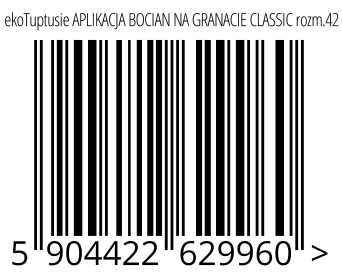 ekoTuptusie APLIKACJA BOCIAN NA GRANACIE CLASSIC rozm.42
5 904422 629960 >